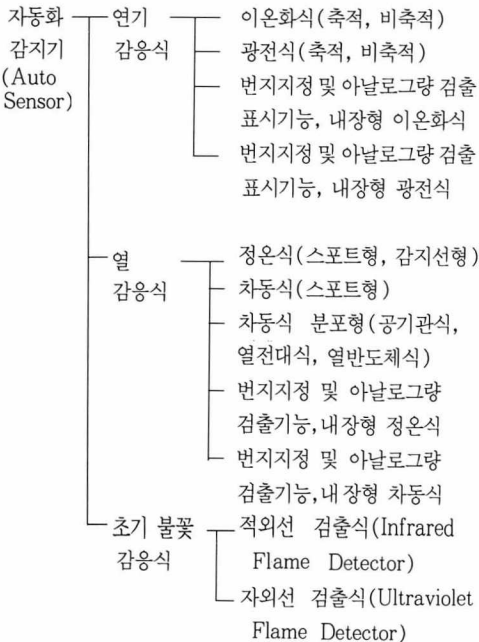 자동화 연기 이온화식(축적, 비축적)
감지기 감응식 광전식(축적, 비축적)
(Auto 번지지정 및 아날로그량 검출
Sensor) 표시기능, 내장형 이온화식
번지지정 및 아날로그량 검출
표시기능, 내장형 광전식
열 정온식(스포트형, 감지선형)
감응식 차동식(스포트형)
차동식 분포형(공기관식,
열전대식, 열반도체식)
번지지정 및 아날로그량
검출기능,내장형 정온식
번지지정 및 아날로그량
검출기능,내장형 차동식
초기 불꽃 적외선 검출식(Infrared
감응식 Flame Detector)
자외선 검출식(Ultraviolet
Flame Detector)